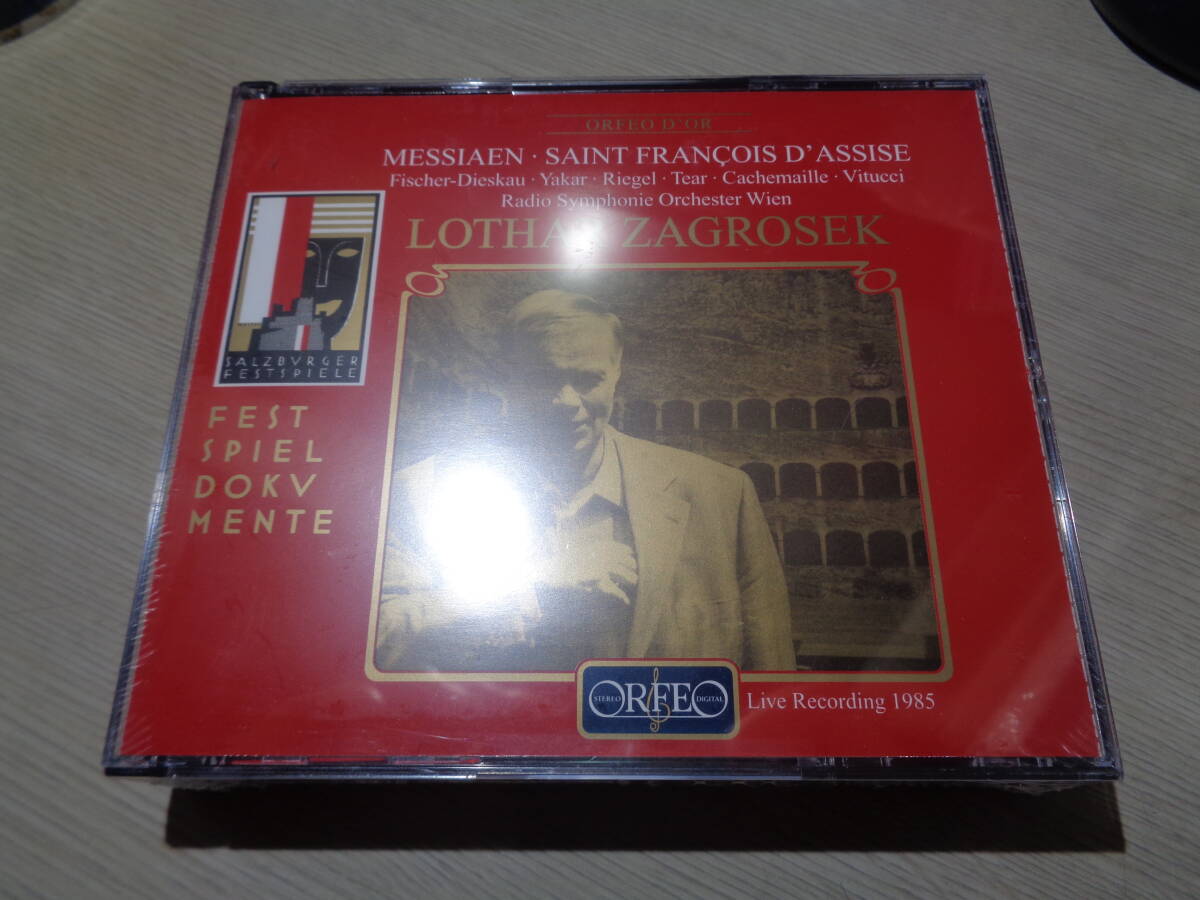 ORFEO D'OR
MESSIAEN · SAINT FRANÇOIS D'ASSISE
Fischer-Dieskau · Yakar · Riegel · Tear · Cachemaille · Vitucci
Radio Symphonie Orchester Wien
LOTHAR ZAGROSEK
SALZBVRGER
FESTSPIELE
FEST
SPIEL
DOKV
MENTE
STEREO ORFEO DIGITAL
Live Recording 1985